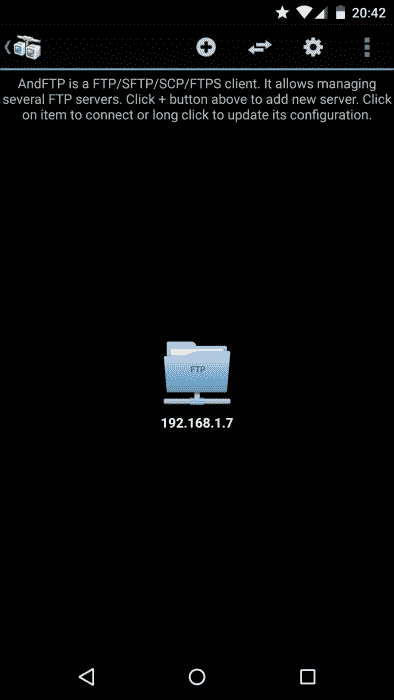 20:42
AndFTP is a FTP/SFTP/SCP/FTPS client. It allows managing
several FTP servers. Click + button above to add new server. Click
on item to connect or long click to update its configuration.
FTP
192.168.1.7